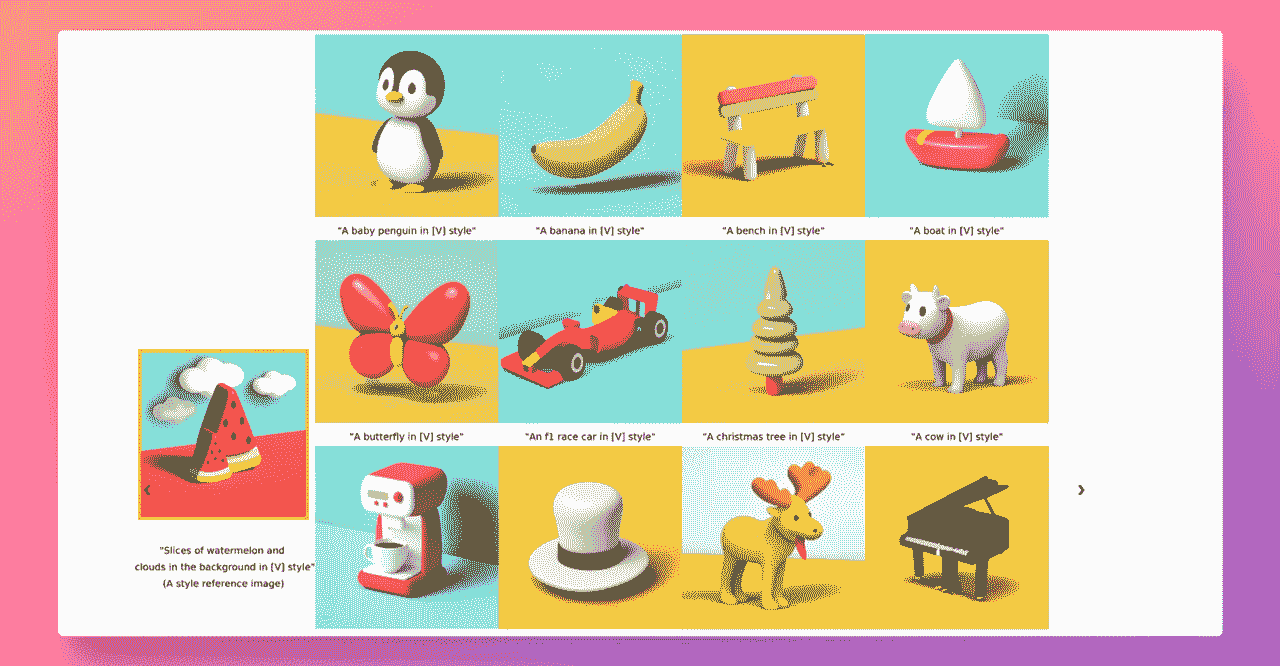 "A baby penguin in [V] style"
"A banana in [V] style"
"A bench in [V] style"
"A boat in [V] style"
"A butterfly in [V] style"
"An f1 race car in [V] style"
"A christmas tree in [V] style"
"A cow in [V] style"
"Slices of watermelon and
clouds in the background in [V] style"
(A style reference image)